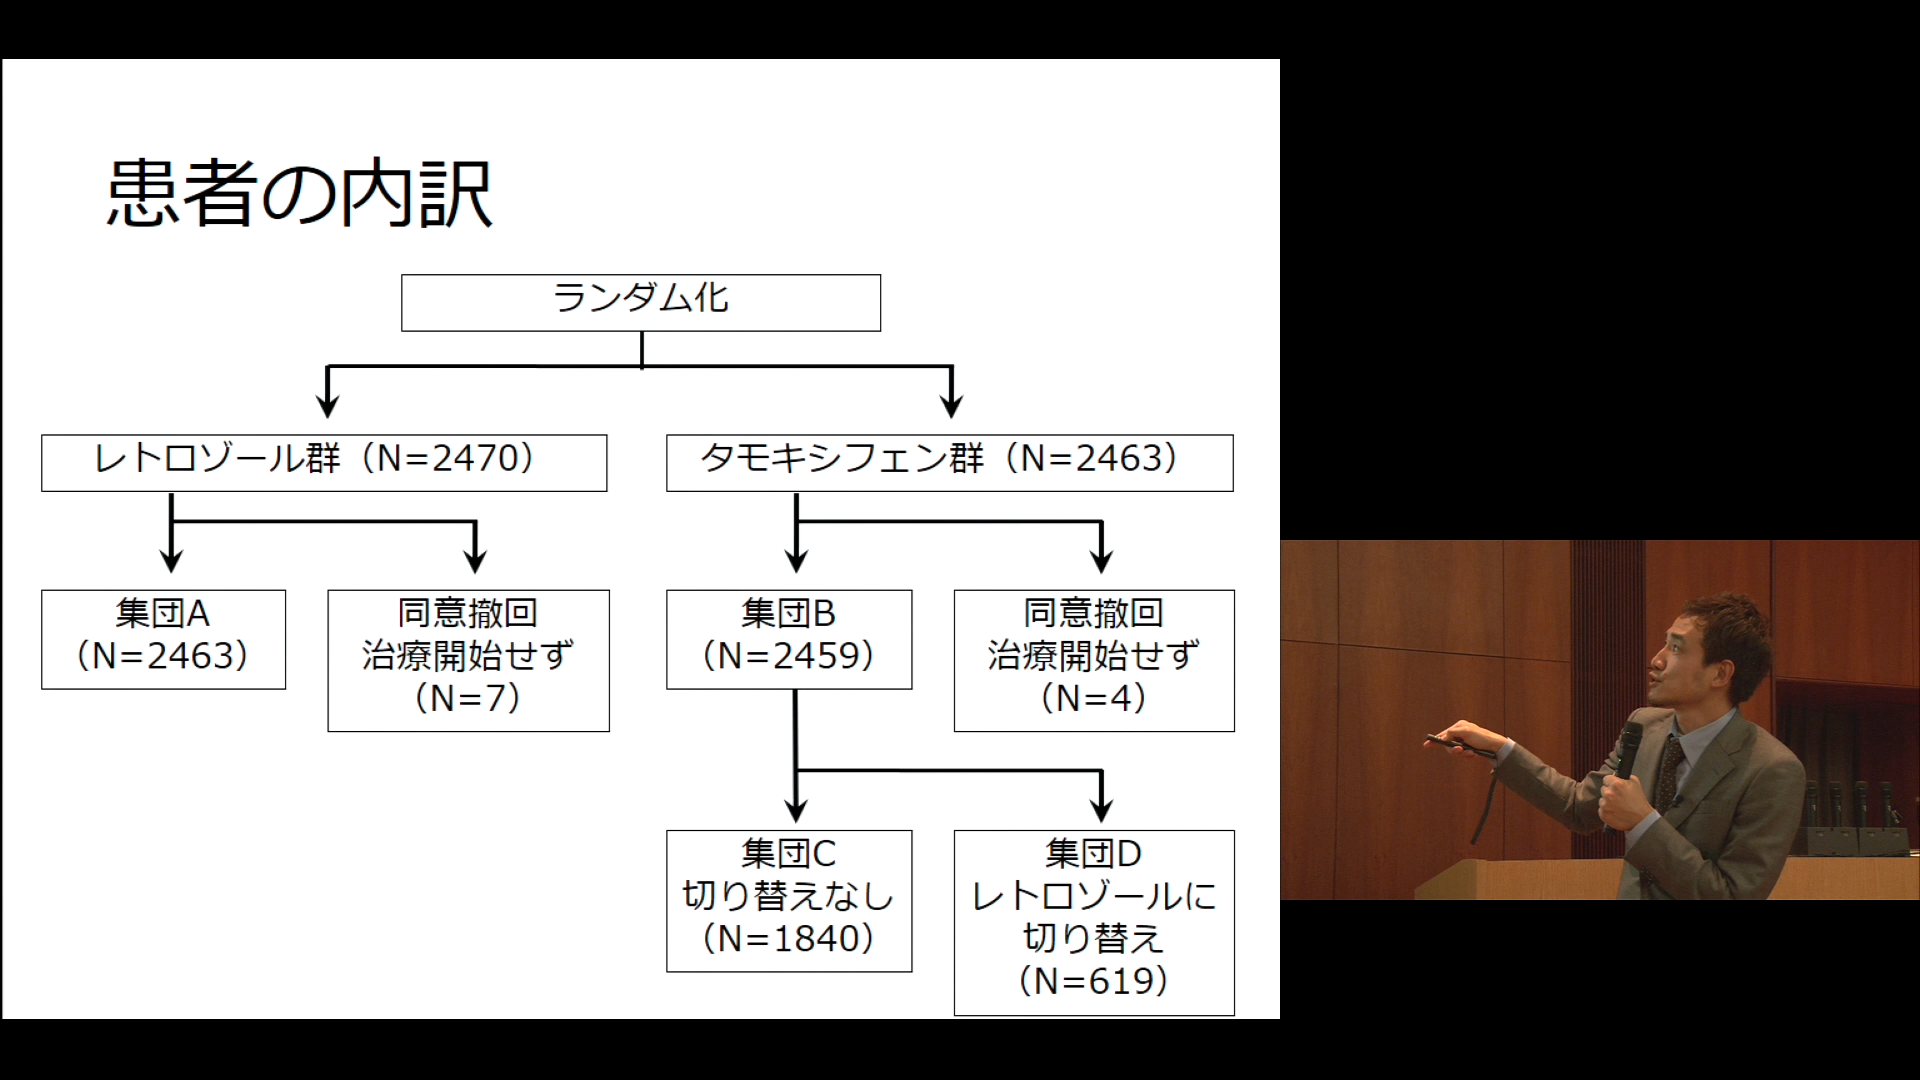 患者の内訳
ランダム化
レトロゾール群（N=2470）
タモキシフェン群（N=2463）
集団A
（N=2463）
同意撤回
治療開始せず
（N=7）
集団B
（N=2459）
同意撤回
治療開始せず
（N=4）
集団C
切り替えなし
（N=1840）
集団D
レトロゾールに
切り替え
（N=619）